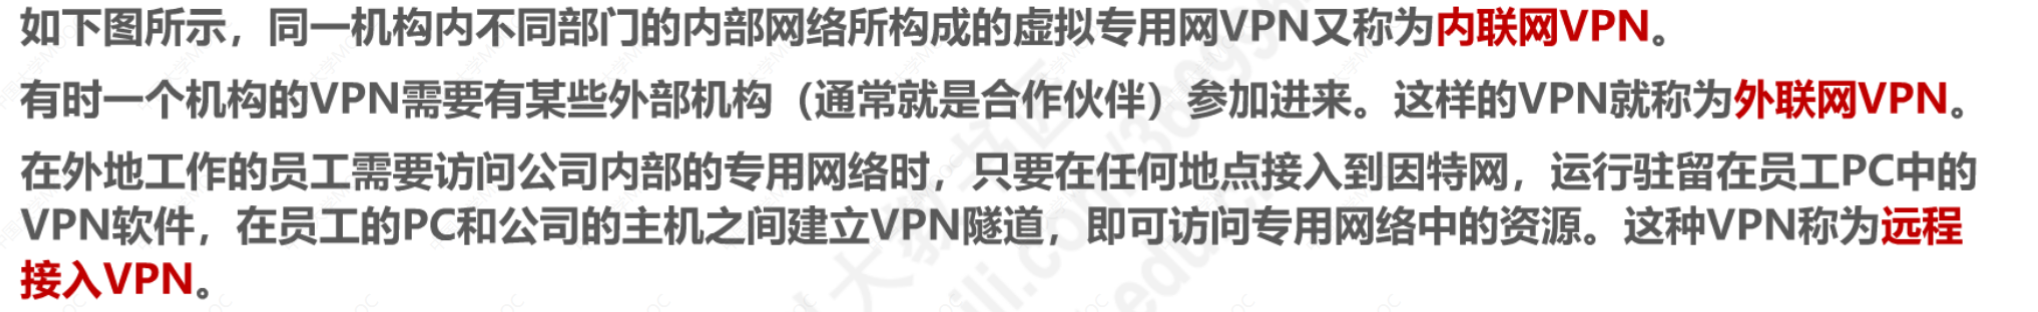 如下图所示，同一机构内不同部门的内部网络所构成的虚拟专用网VPN又称为内联网VPN。
有时一个机构的VPN需要有某些外部机构（通常就是合作伙伴）参加进来。这样的VPN就称为外联网VPN。
在外地工作的员工需要访问公司内部的专用网络时，只要在任何地点接入到因特网，运行驻留在员工PC中的
VPN软件，在员工的PC和公司的主机之间建立VPN隧道，即可访问专用网络中的资源。这种VPN称为远程
接入VPN。